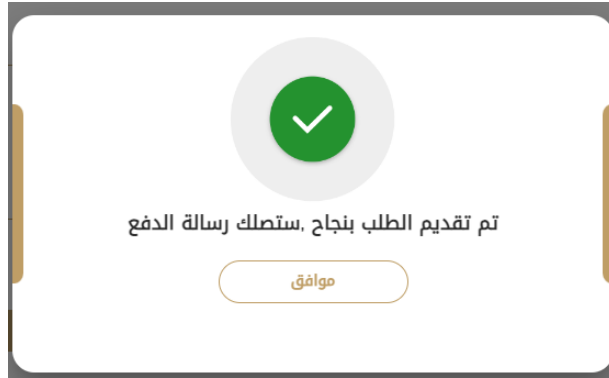 تم تقديم الطلب بنجاح ,ستصلك رسالة الدفع
موافق